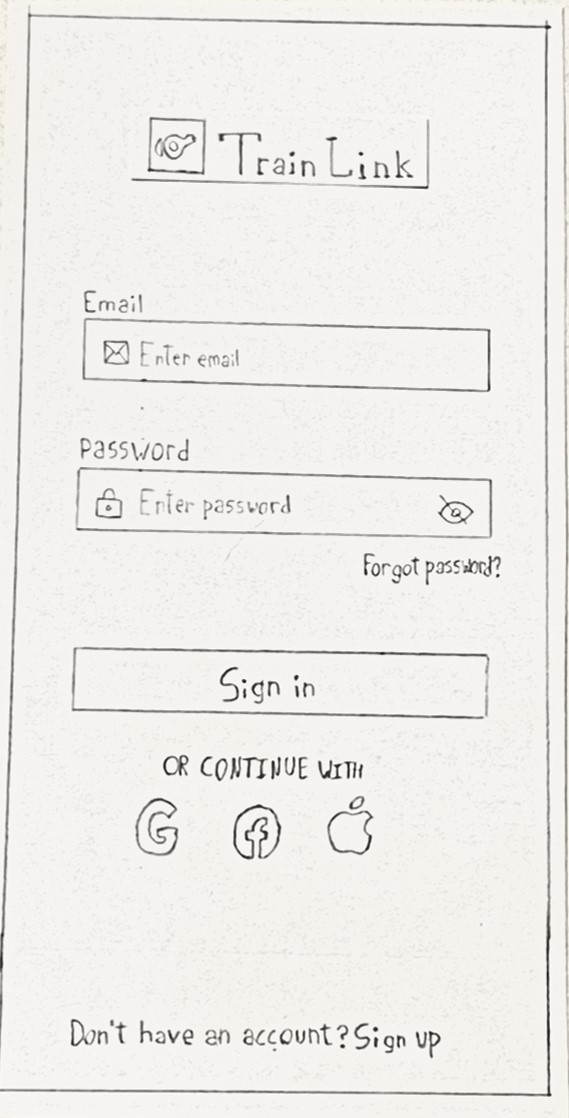 Train Link
Email
Enter email
Password
Enter password
Forgot password?
Sign in
OR CONTINUE WITH
G f
Don't have an account? Sign up